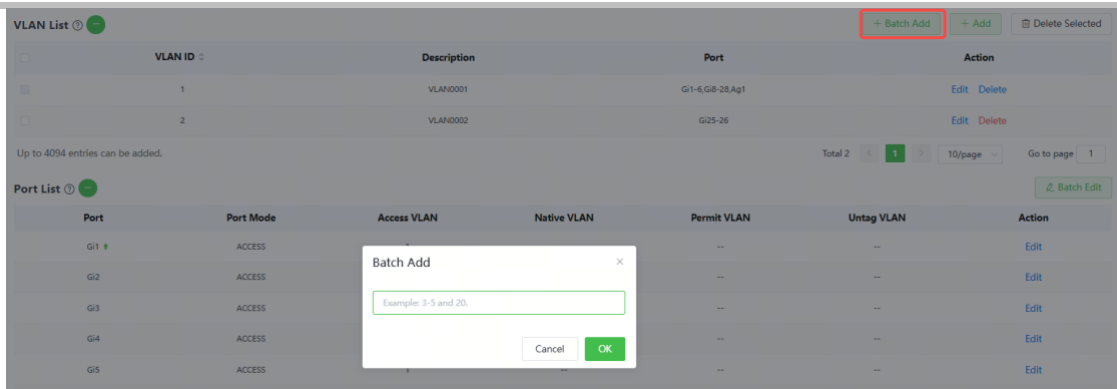 VLAN List
+ Batch Add
+ Add
Delete Selected
VLAN ID Description Port Action
1 VLAN0001 Gi1-6,Gi8-28,Ag1 Edit Delete
2 VLAN0002 Gi25-26 Edit Delete
Up to 4094 entries can be added. Total 2 < 1 > 10/page Go to page 1
Port List
Batch Edit
Port Port Mode Access VLAN Native VLAN Permit VLAN Untag VLAN Action
Gi1 ACCESS -- -- Edit
Gi2 ACCESS -- -- Edit
Gi3 ACCESS -- -- Edit
Gi4 ACCESS -- -- Edit
Gi5 ACCESS -- -- -- Edit
Batch Add
Example: 3-5 and 20.
Cancel OK